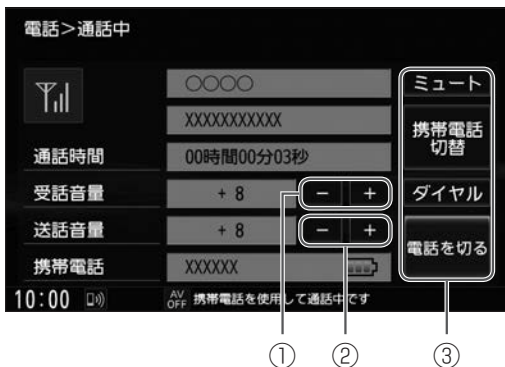 電話＞通話中
○○○○
XXXXXXXXXXX
通話時間 00時間00分03秒
受話音量 + 8 − +
送話音量 + 8 − +
携帯電話 XXXXXX
ミュート
携帯電話
切替
ダイヤル
電話を切る
10:00 AV OFF 携帯電話を使用して通話中です
① ② ③